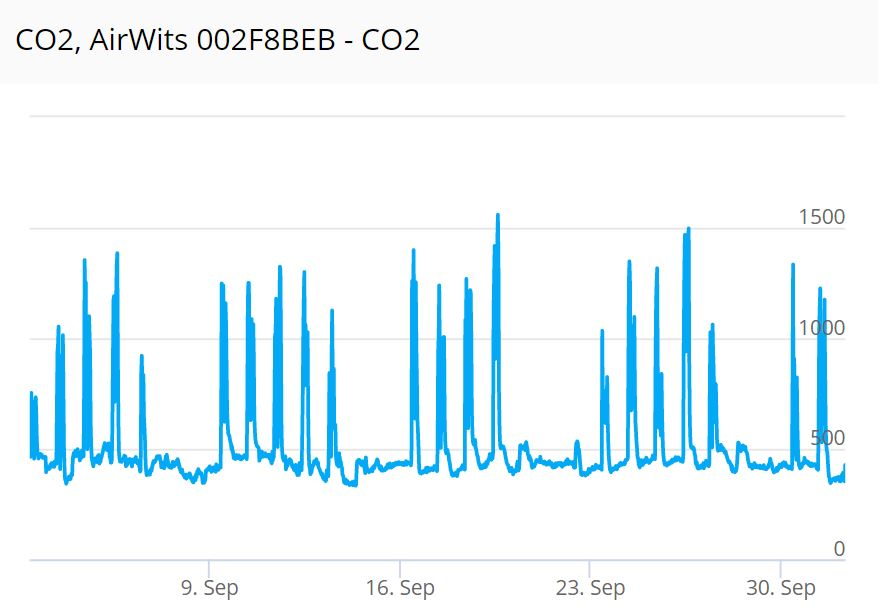 CO2, AirWits 002F8BEB - CO2
1500
1000
500
0
9. Sep
16. Sep
23. Sep
30. Sep